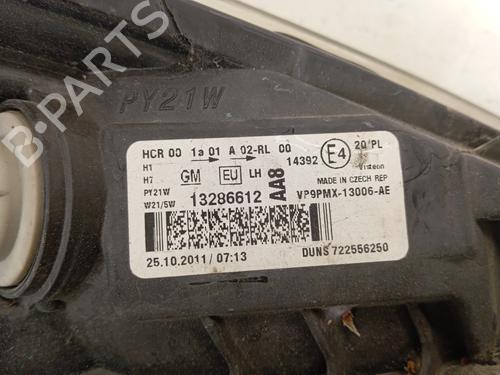 PY21W
HCR 00 1a 01 A 02-RL 00
14392 E4 20/PL
H1
H7 GM EU LH AA8 Visteon
PY21W MADE IN CZECH REP
W21/5W 13286612 VP9PMX-13006-AE
25.10.2011/ 07:13 DUNS 722556250
B-PARTS